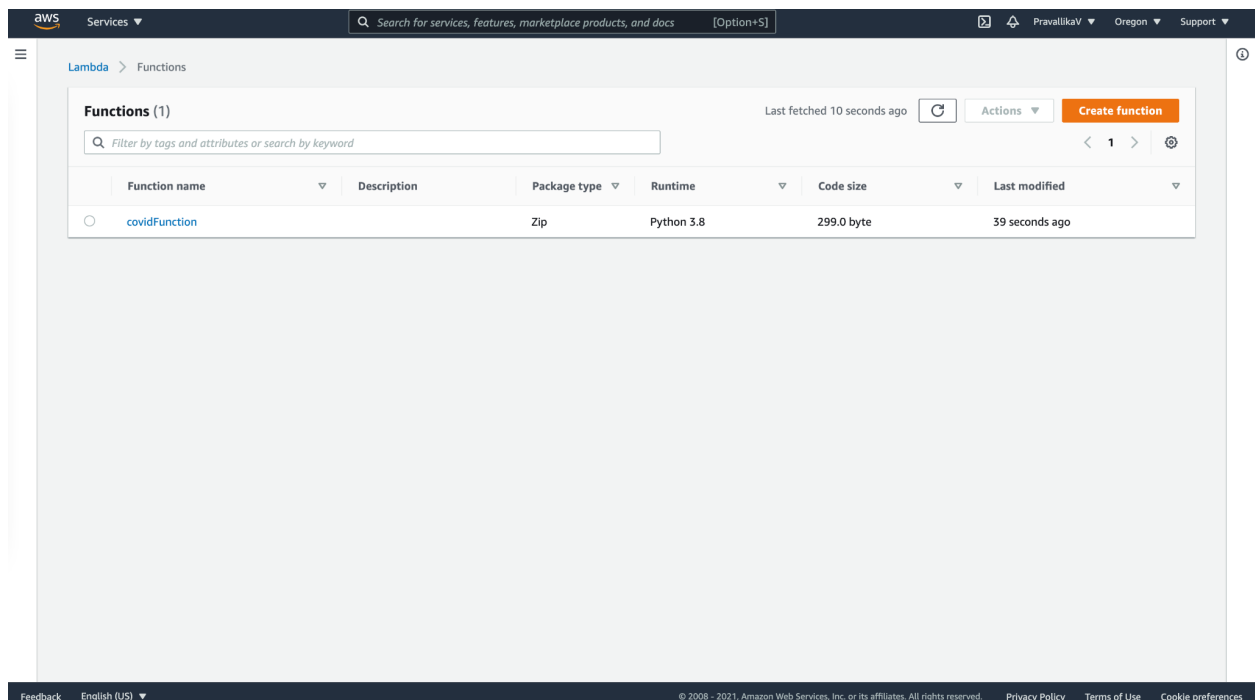 aws Services ▼ Search for services, features, marketplace products, and docs [Option+S] PravallikaV ▼ Oregon ▼ Support ▼
Lambda > Functions
Functions (1) Last fetched 10 seconds ago Actions ▼ Create function
Filter by tags and attributes or search by keyword < 1 >
Function name Description Package type Runtime Code size Last modified
covidFunction Zip Python 3.8 299.0 byte 39 seconds ago
Feedback English (US) ▼ © 2008 - 2021, Amazon Web Services, Inc. or its affiliates. All rights reserved. Privacy Policy Terms of Use Cookie preferences